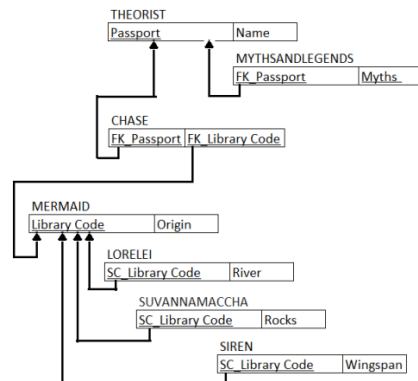 THEORIST
Passport Name
MYTHSANDLEGENDS
FK_Passport Myths
CHASE
FK_Passport FK_Library Code
MERMAID
Library Code Origin
LORELEI
SC_Library Code River
SUVANNAMACCHA
SC_Library Code Rocks
SIREN
SC_Library Code Wingspan